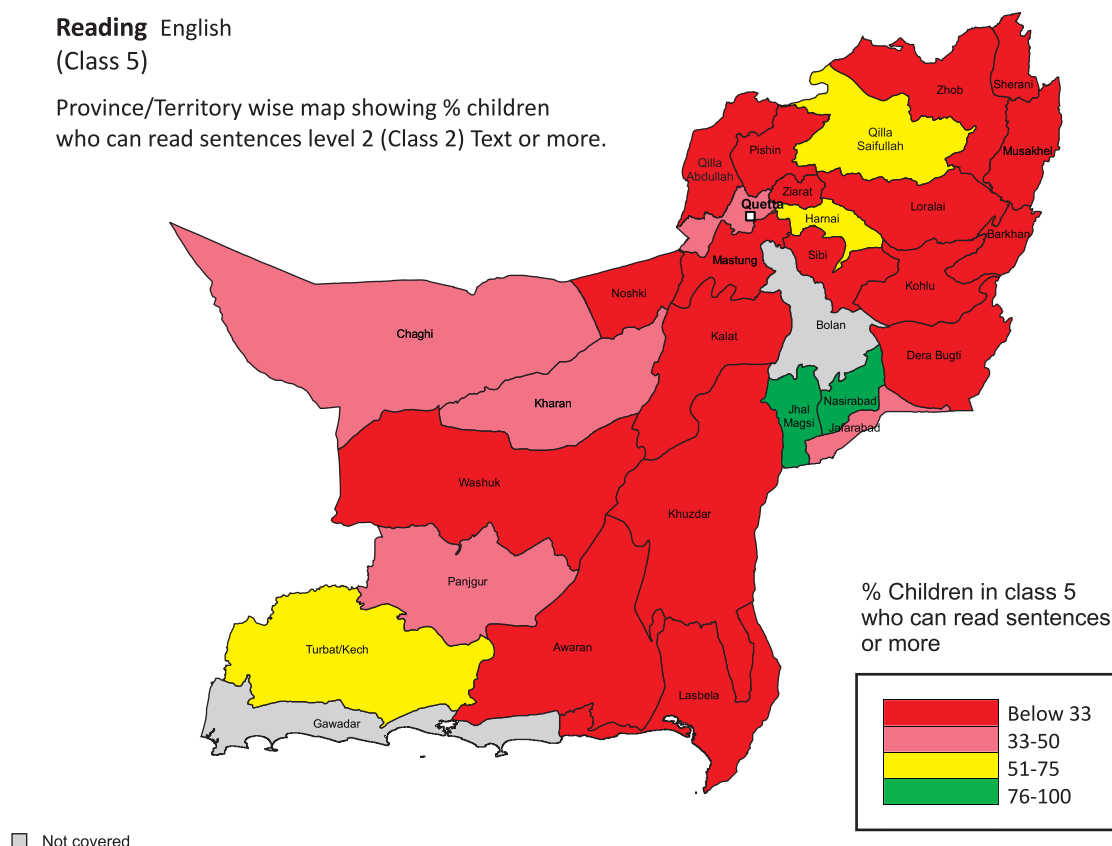 Reading English
(Class 5)
Province/Territory wise map showing % children
who can read sentences level 2 (Class 2) Text or more.
Zhob
Sherani
Qilla
Saifullah
Pishin
Musakhel
Qilla
Abdullah
Ziarat
Quetta
Harnai
Loralai
Barkhan
Mastung
Sibi
Kohlu
Noshki
Bolan
Chaghi
Kalat
Dera Bugti
Kharan
Nasirabad
Jhal
Magsi
Jafarabad
Washuk
Khuzdar
Panjgur
Turbat/Kech
Awaran
Lasbela
Gawadar
% Children in class 5
who can read sentences
or more
Below 33
33-50
51-75
76-100
Not covered